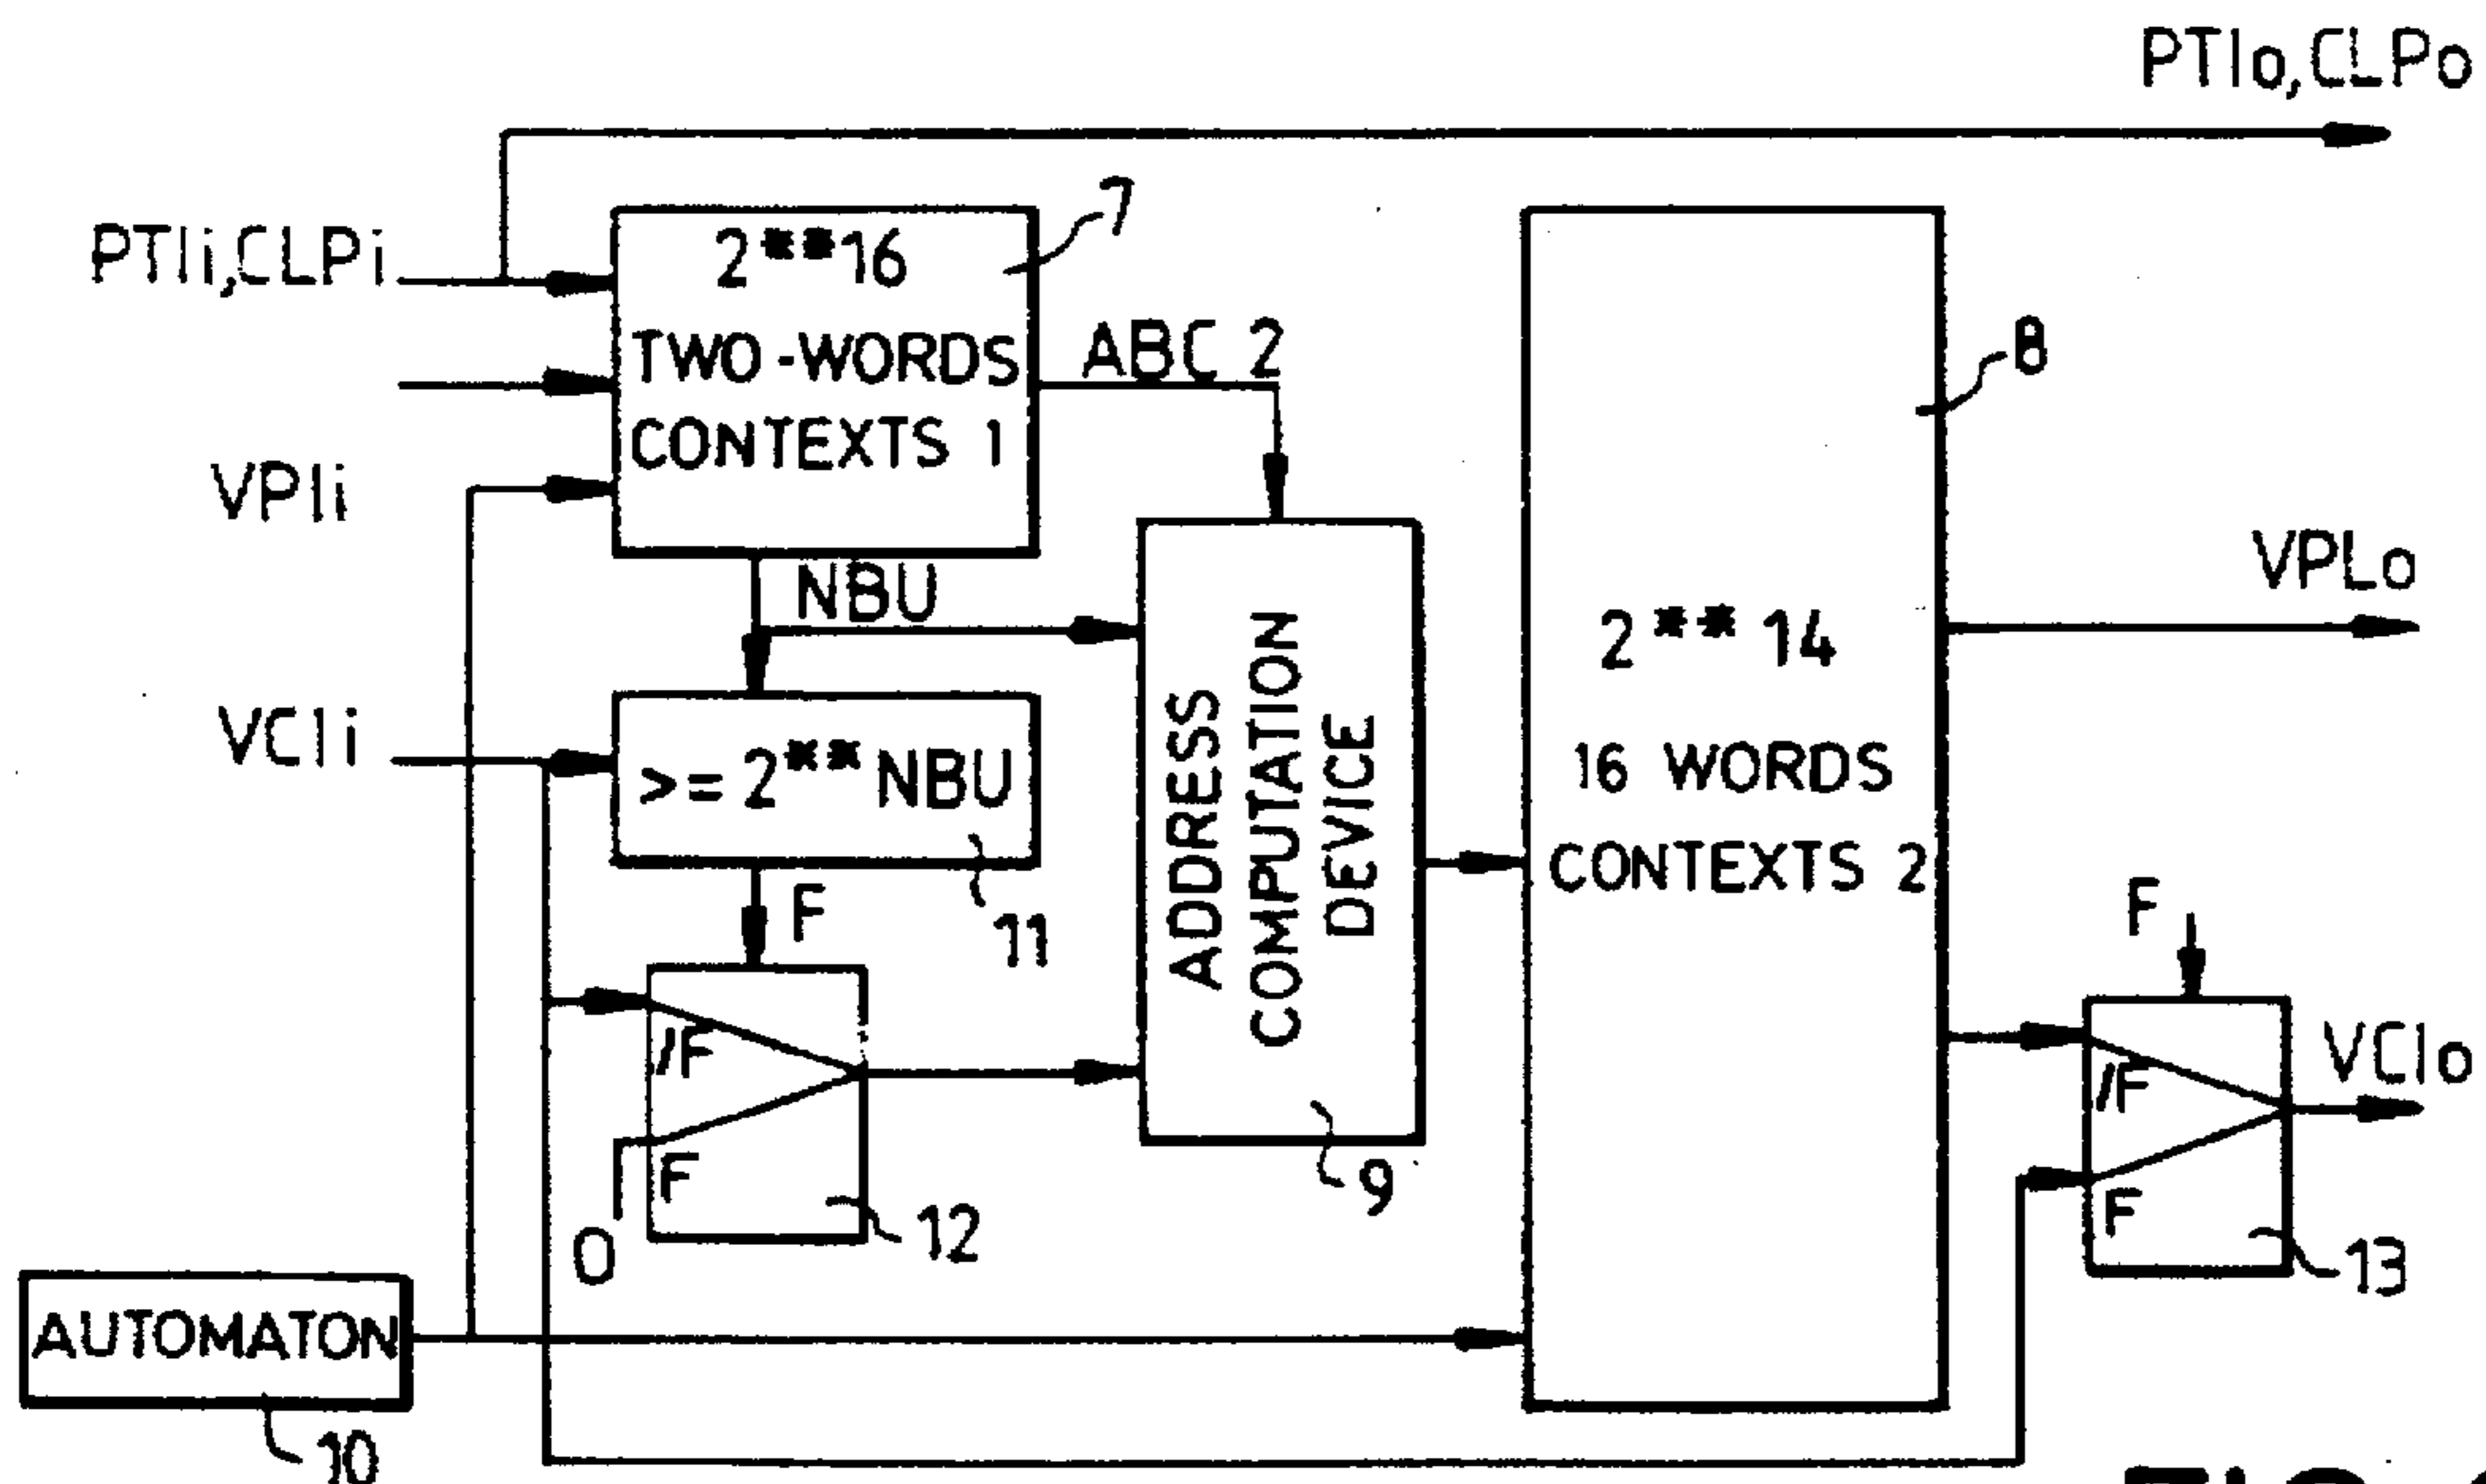 PTIo,CLPo
7
PTIi,CLPi
2**16
TWO-WORDS
CONTEXTS 1
ABC 2
8
VPIi
NBU
VPLo
2** 14
16 WORDS
CONTEXTS 2
VCIi
>= 2** NBU
ADDRESS
COMPUTATION
DEVICE
F
11
F
/F
F
12
O
9
/F
F
VCIo
13
AUTOMATON
10